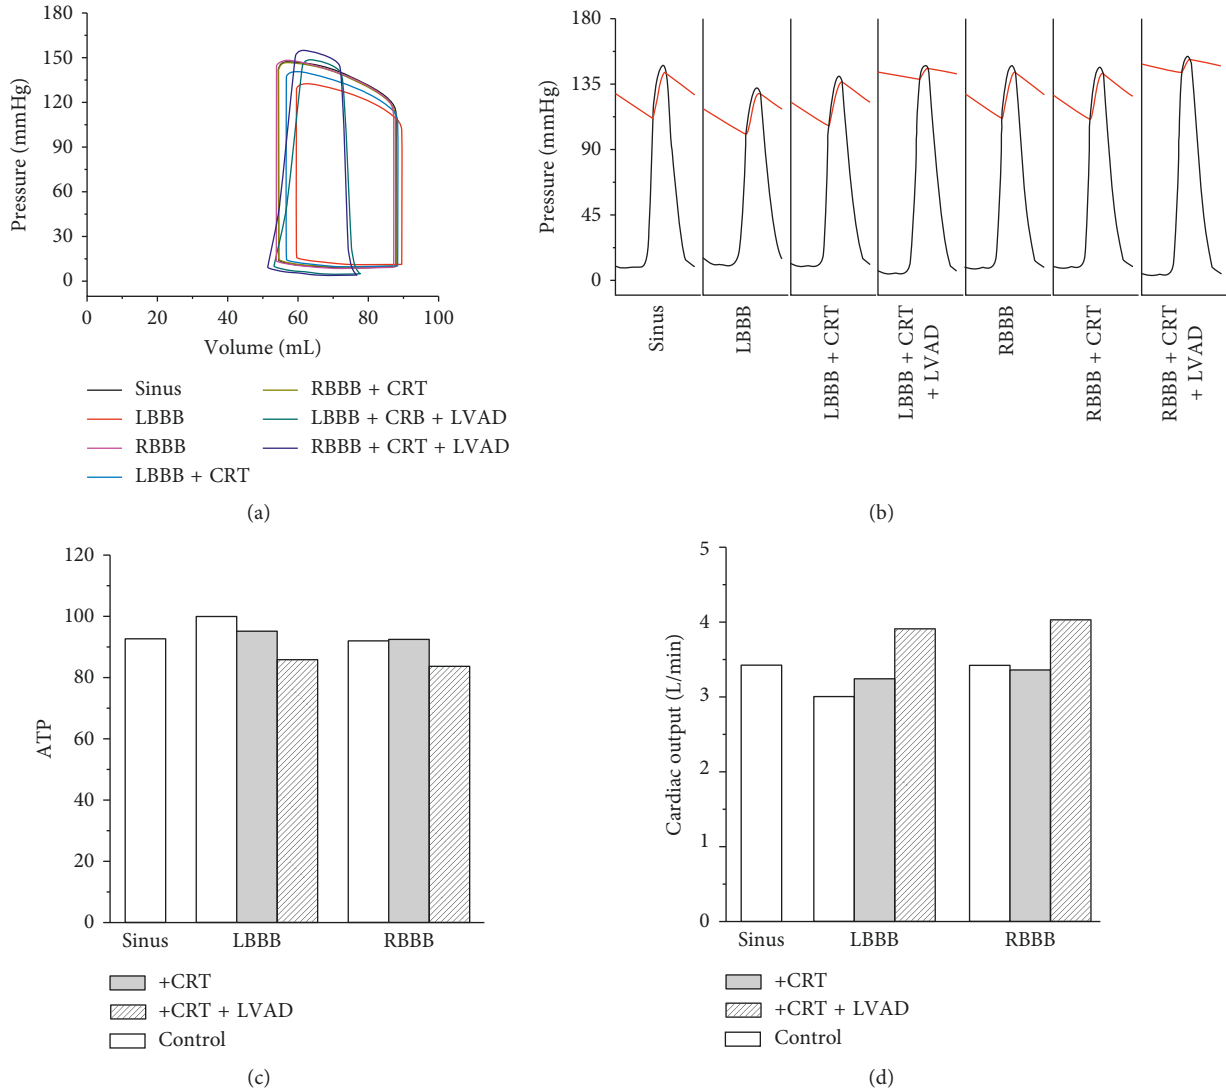 180
150
120
90
60
30
0
Pressure (mmHg)
0 20 40 60 80 100
Volume (mL)
Sinus
LBBB
RBBB
LBBB + CRT
RBBB + CRT
LBBB + CRB + LVAD
RBBB + CRT + LVAD
(a)
180
135
90
45
0
Pressure (mmHg)
Sinus
LBBB
LBBB + CRT
LBBB + CRT
+ LVAD
RBBB
RBBB + CRT
RBBB + CRT
+ LVAD
(b)
120
100
80
60
40
20
0
ATP
Sinus LBBB RBBB
+CRT
+CRT + LVAD
Control
(c)
5
4
3
2
1
0
Cardiac output (L/min)
Sinus LBBB RBBB
+CRT
+CRT + LVAD
Control
(d)